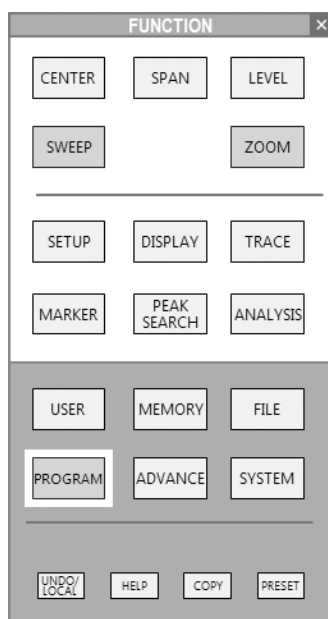 FUNCTION ×
CENTER SPAN LEVEL
SWEEP ZOOM
SETUP DISPLAY TRACE
MARKER PEAK SEARCH ANALYSIS
USER MEMORY FILE
PROGRAM ADVANCE SYSTEM
UNDO/ LOCAL HELP COPY PRESET